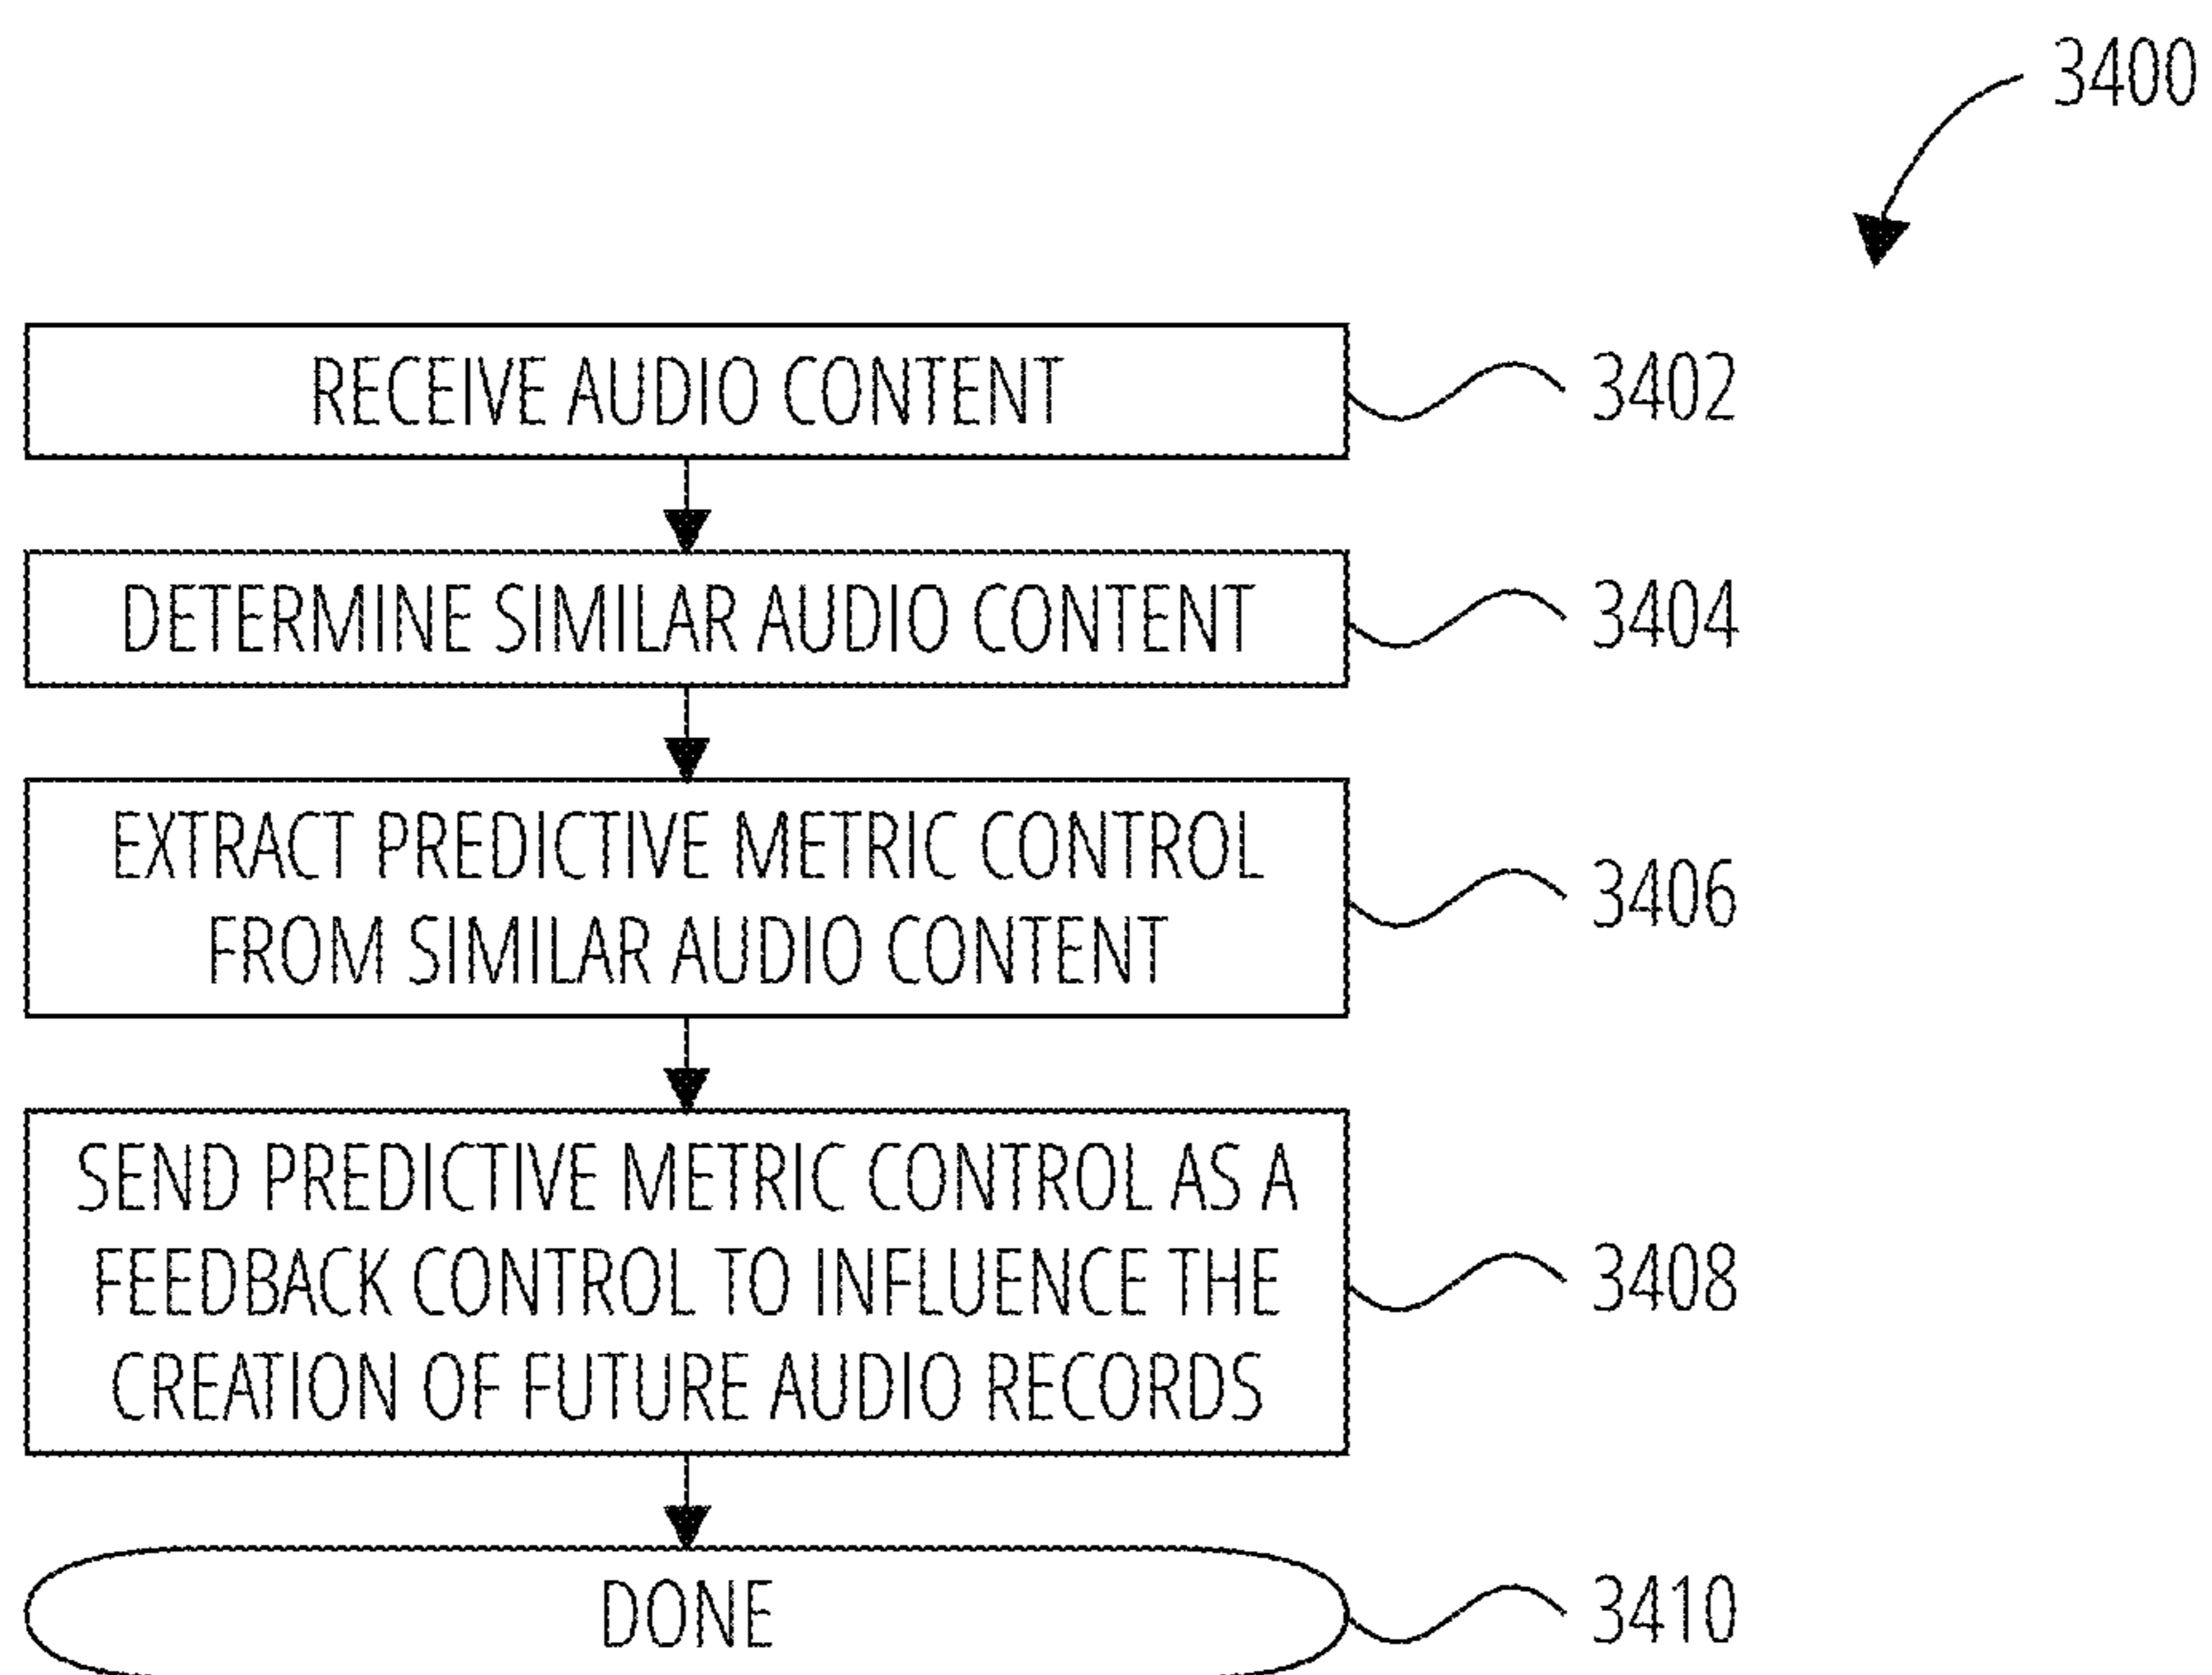 3400
RECEIVE AUDIO CONTENT
3402
DETERMINE SIMILAR AUDIO CONTENT
3404
EXTRACT PREDICTIVE METRIC CONTROL
FROM SIMILAR AUDIO CONTENT
3406
SEND PREDICTIVE METRIC CONTROL AS A
FEEDBACK CONTROL TO INFLUENCE THE
CREATION OF FUTURE AUDIO RECORDS
3408
DONE
3410